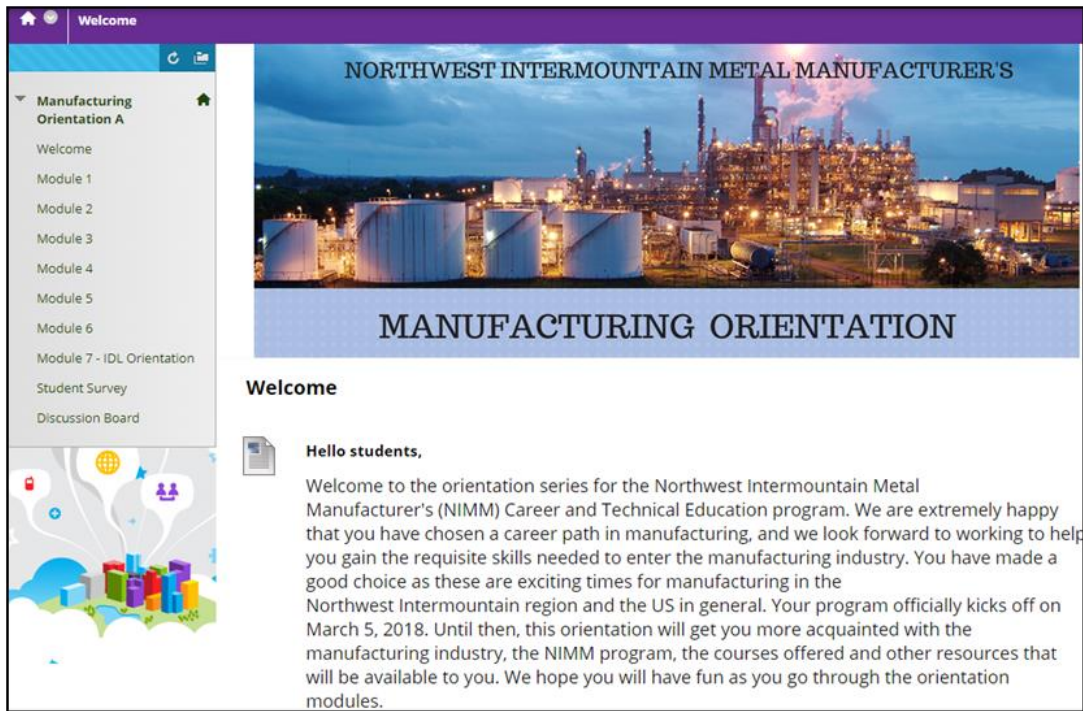 Welcome
Manufacturing
Orientation A
Welcome
Module 1
Module 2
Module 3
Module 4
Module 5
Module 6
Module 7 - IDL Orientation
Student Survey
Discussion Board
NORTHWEST INTERMOUNTAIN METAL MANUFACTURER'S
MANUFACTURING ORIENTATION
Welcome
Hello students,
Welcome to the orientation series for the Northwest Intermountain Metal
Manufacturer's (NIMM) Career and Technical Education program. We are extremely happy
that you have chosen a career path in manufacturing, and we look forward to working to help
you gain the requisite skills needed to enter the manufacturing industry. You have made a
good choice as these are exciting times for manufacturing in the
Northwest Intermountain region and the US in general. Your program officially kicks off on
March 5, 2018. Until then, this orientation will get you more acquainted with the
manufacturing industry, the NIMM program, the courses offered and other resources that
will be available to you. We hope you will have fun as you go through the orientation
modules.